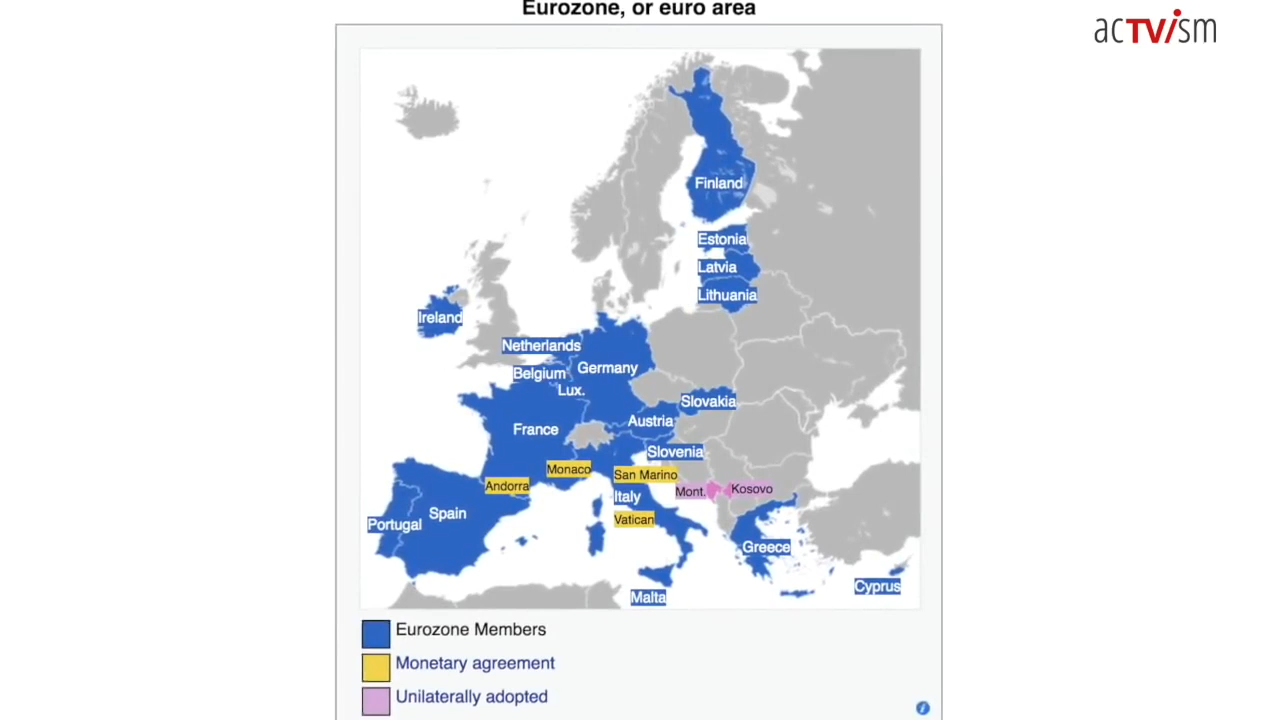 Eurozone, or euro area
acTVism
Finland
Estonia
Latvia
Lithuania
Ireland
Netherlands
Belgium
Germany
Lux.
Slovakia
Austria
France
Slovenia
Monaco
San Marino
Andorra
Mont.
Kosovo
Italy
Spain
Vatican
Portugal
Greece
Cyprus
Malta
Eurozone Members
Monetary agreement
Unilaterally adopted
i